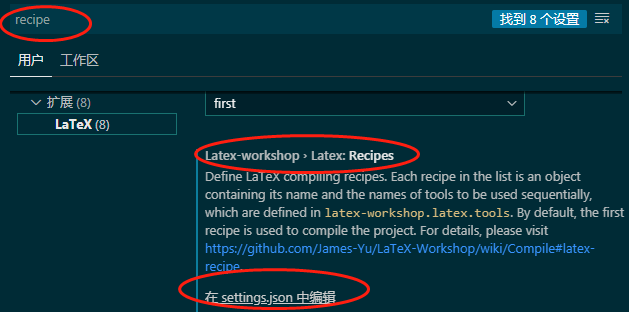 recipe
找到 8 个设置
用户 工作区
扩展 (8)
LaTeX (8)
first
Latex-workshop › Latex: Recipes
Define LaTeX compiling recipes. Each recipe in the list is an object
containing its name and the names of tools to be used sequentially,
which are defined in latex-workshop.latex.tools. By default, the first
recipe is used to compile the project. For details, please visit
https://github.com/James-Yu/LaTeX-Workshop/wiki/Compile#latex-
recipe.
在 settings.json 中编辑